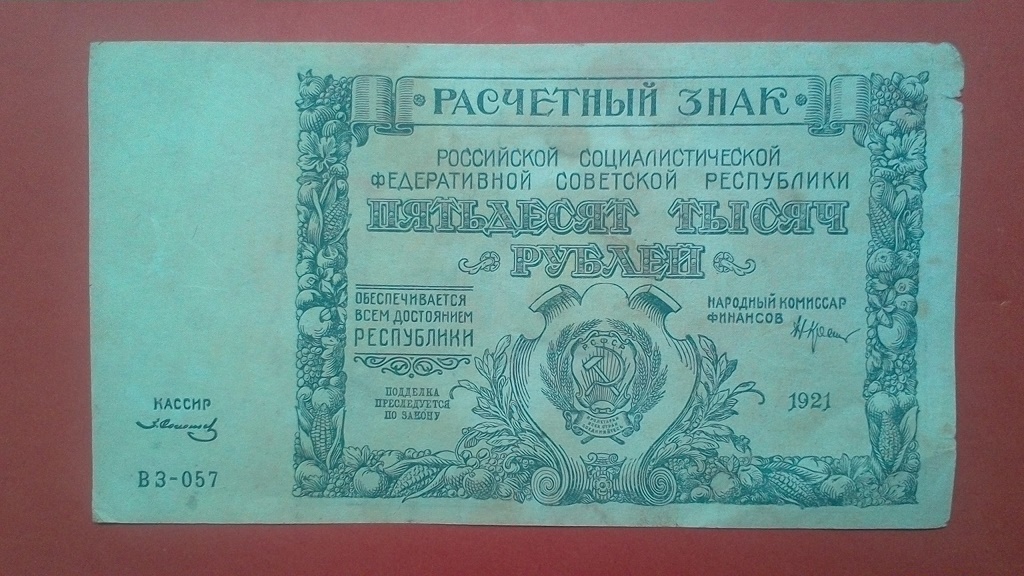 РАСЧЕТНЫЙ ЗНАК
РОССИЙСКОЙ СОЦИАЛИСТИЧЕСКОЙ
ФЕДЕРАТИВНОЙ СОВЕТСКОЙ РЕСПУБЛИКИ
ПЯТЬДЕСЯТ ТЫСЯЧ
РУБЛЕЙ
ОБЕСПЕЧИВАЕТСЯ
ВСЕМ ДОСТОЯНИЕМ
РЕСПУБЛИКИ
НАРОДНЫЙ КОМИССАР
ФИНАНСОВ
ПОДДЕЛКА
ПРЕСЛЕДУЕТСЯ
ПО ЗАКОНУ
1921
КАССИР
ВЗ-057